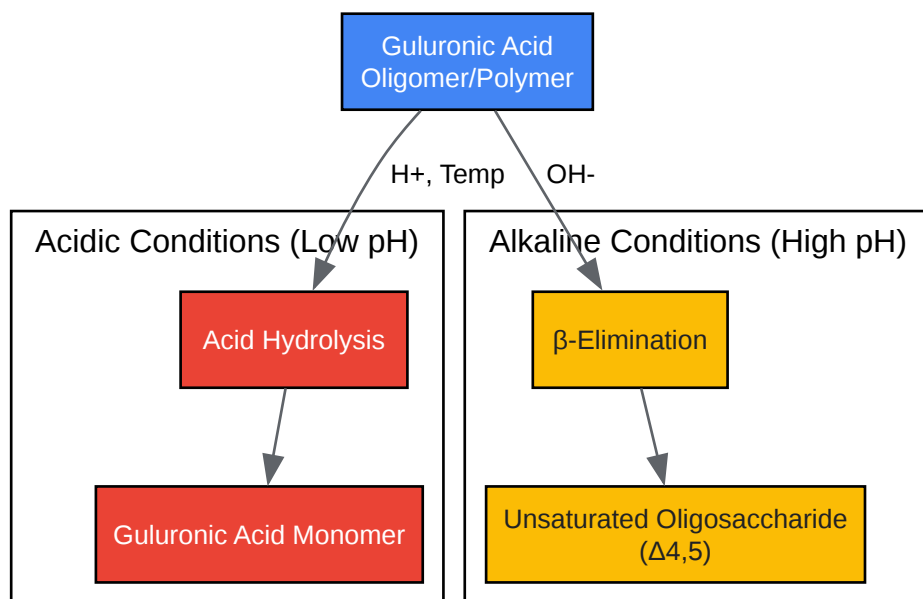 Guluronic Acid
Oligomer/Polymer
H+, Temp
OH-
Acidic Conditions (Low pH)
Alkaline Conditions (High pH)
Acid Hydrolysis
β-Elimination
Guluronic Acid Monomer
Unsaturated Oligosaccharide
(Δ4,5)